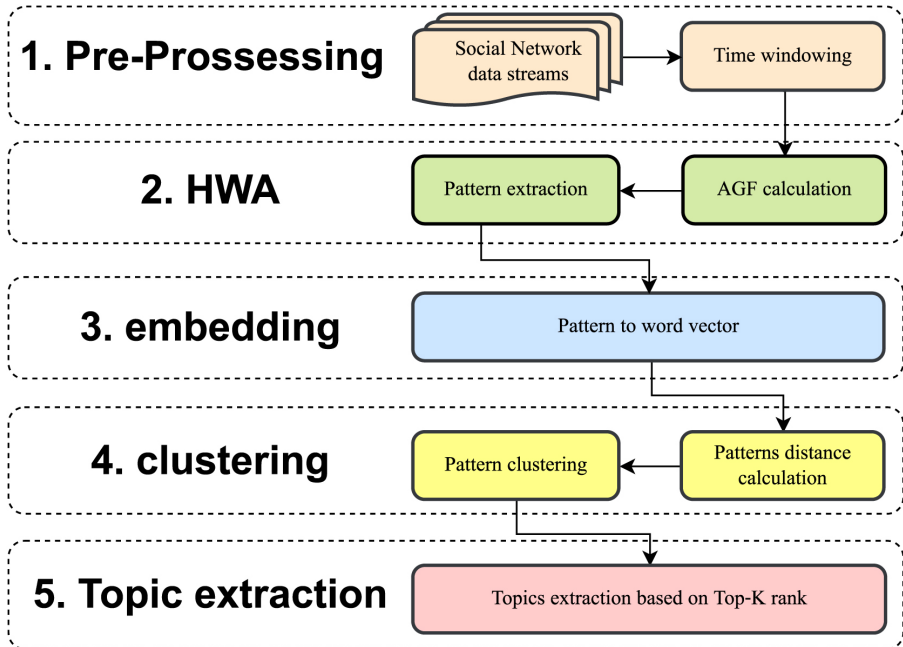 1. Pre-Prossessing
Social Network
data streams
Time windowing
2. HWA
Pattern extraction
AGF calculation
3. embedding
Pattern to word vector
4. clustering
Pattern clustering
Patterns distance
calculation
5. Topic extraction
Topics extraction based on Top-K rank